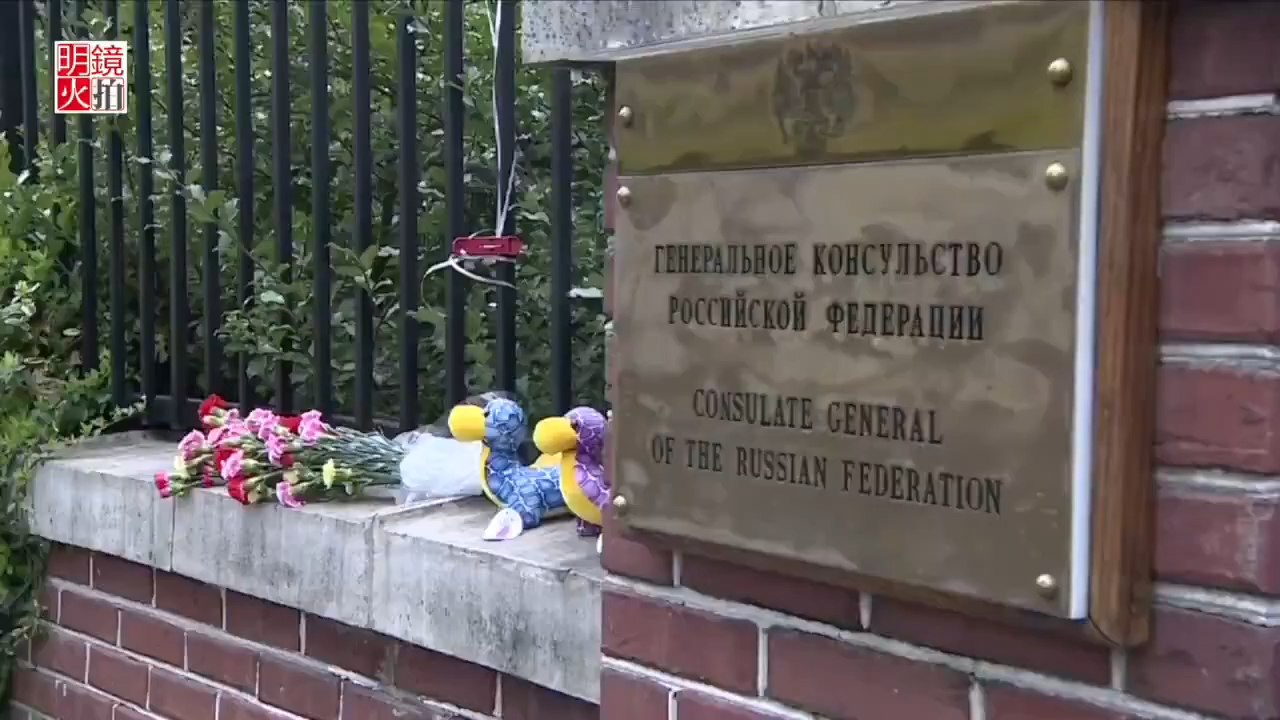 明鏡
火拍
ГЕНЕРАЛЬНОЕ КОНСУЛЬСТВО
РОССИЙСКОЙ ФЕДЕРАЦИИ
CONSULATE GENERAL
OF THE RUSSIAN FEDERATION